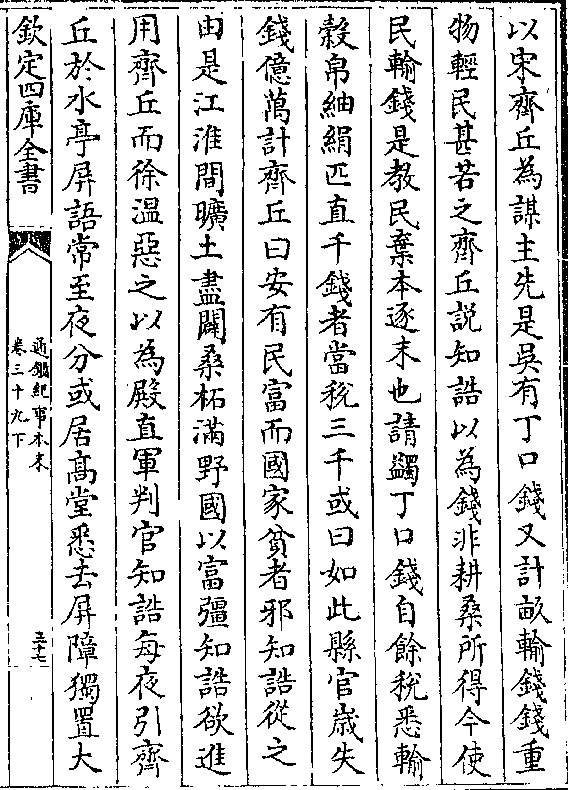 以宋齊丘為謀主先是吳有丁口錢又計畝輸錢錢重
物輕民甚苦之齊丘説知誥以為錢非耕桑所得今使
民輸錢是教民棄本逐末也請蠲丁口錢自餘税悉輸
榖帛紬絹匹直千錢者當税三千或曰如此縣官歲失
錢億萬計齊丘曰安有民富而國家貧者邪知誥從之
由是江淮間曠土盡闢桑柘滿野國以富彊知誥欲進
用齊丘而徐溫惡之以為殿直軍判官知誥每夜引齊
丘於水亭屏語常至夜分或居高堂悉去屏障獨置大
欽定四庫全書
通鑑紀事本末
卷三十九下
五十七